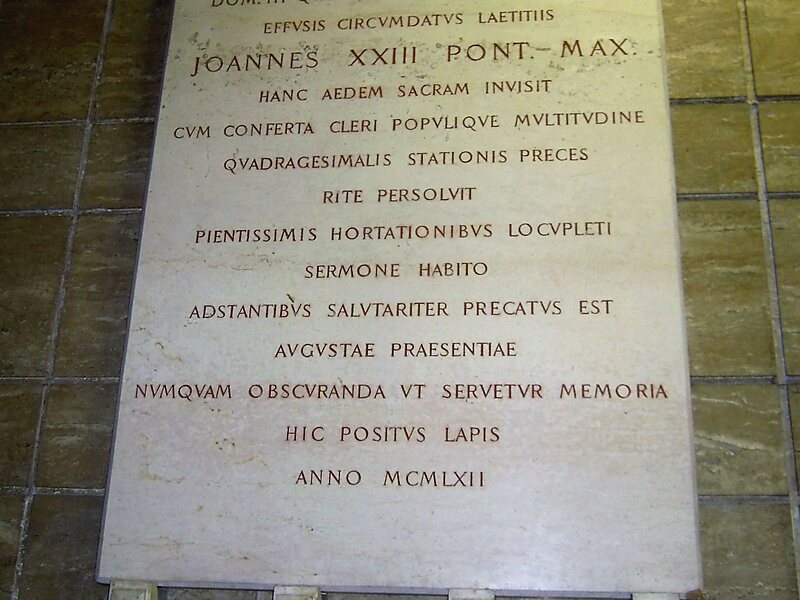 DOM. III
EFFVSIS CIRCVMDATVS LAETITIIS
JOANNES XXIII PONT. MAX.
HANC AEDEM SACRAM INVISIT
CVM CONFERTA CLERI POPVLIQVE MVLTITVDINE
QVADRAGESIMALIS STATIONIS PRECES
RITE PERSOLVIT
PIENTISSIMIS HORTATIONIBVS LOCVPLETI
SERMONE HABITO
ADSTANTIBVS SALVTARITER PRECATVS EST
AVGVSTAE PRAESENTIAE
NVMQVAM OBSCVRANDA VT SERVETVR MEMORIA
HIC POSITVS LAPIS
ANNO MCMLXII